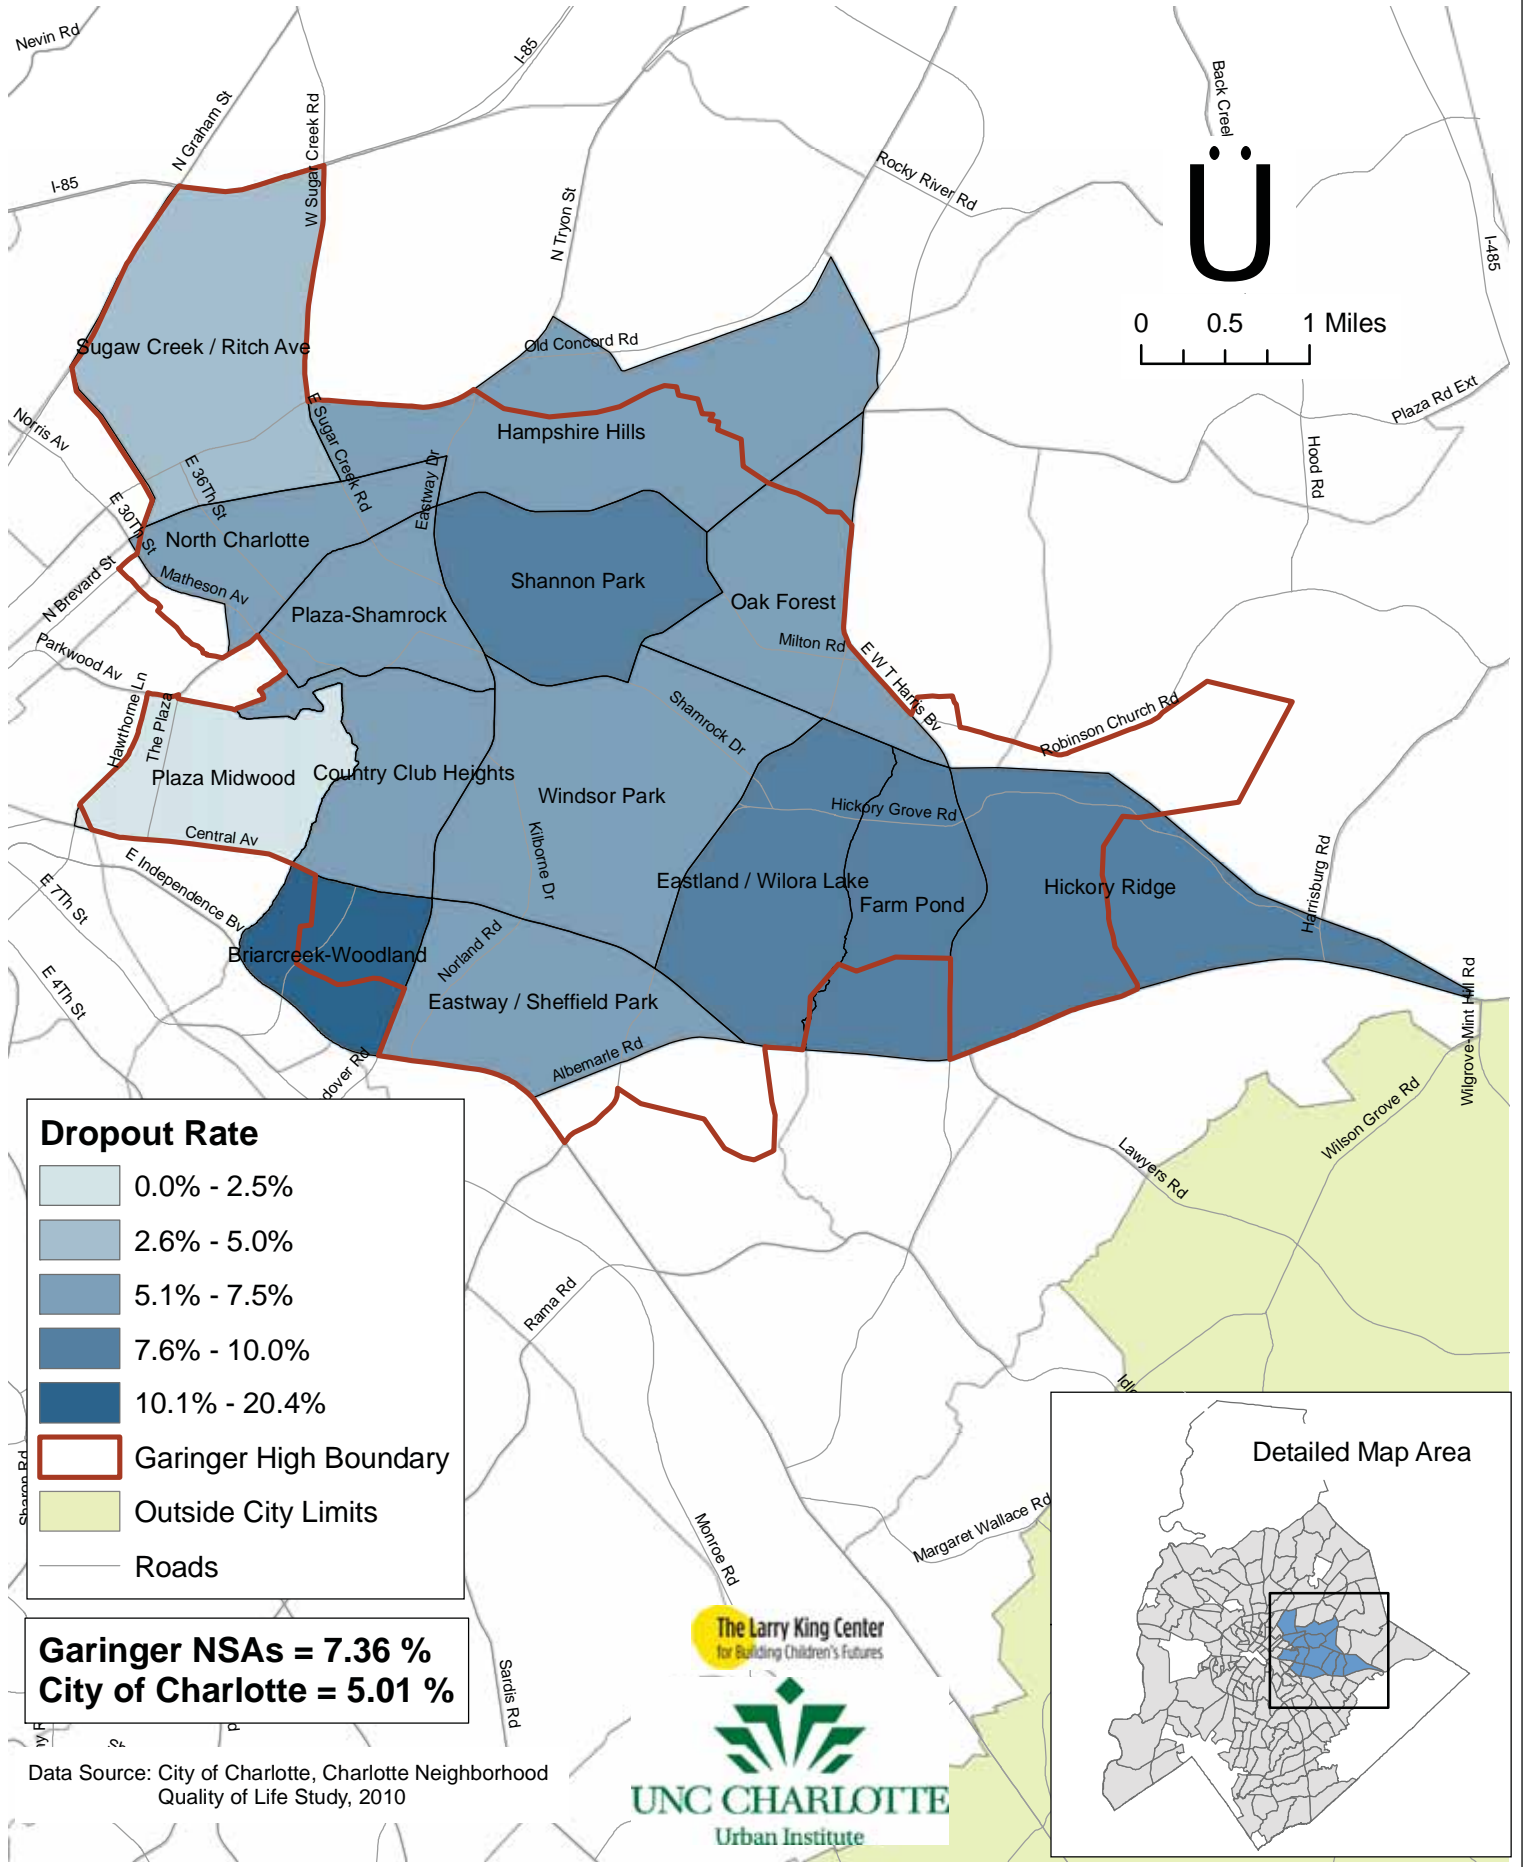 Nevin Rd
I-85
N Graham St
W Sugar Creek Rd
I-85
Back Creel
Rocky River Rd
N Tryon St
I-485
Ü
0 0.5 1 Miles
Sugaw Creek / Ritch Ave
Old Concord Rd
Plaza Rd Ext
Norris Av
E Sugar Creek Rd
Hampshire Hills
Hood Rd
E 36Th St
Eastway Dr
E 30Th St
North Charlotte
Shannon Park
N Brevard St
Matheson Av
Plaza-Shamrock
Oak Forest
Milton Rd
Parkwood Av
E W T Harris Bv
Hawthorne Ln
The Plaza
Shamrock Dr
Robinson Church Rd
Plaza Midwood
Country Club Heights
Windsor Park
Hickory Grove Rd
Central Av
Kilborne Dr
E Independence Bv
Eastland / Wilora Lake
Farm Pond
Hickory Ridge
Harrisburg Rd
E 7Th St
Briarcreek-Woodland
Norland Rd
E 4Th St
Eastway / Sheffield Park
Wilgrove-Mint Hill Rd
Albemarle Rd
dover Rd
Wilson Grove Rd
Lawyers Rd
Dropout Rate
0.0% - 2.5%
2.6% - 5.0%
5.1% - 7.5%
7.6% - 10.0%
10.1% - 20.4%
Garinger High Boundary
Outside City Limits
Roads
Rama Rd
Idle
Sharon Rd
Monroe Rd
Margaret Wallace Rd
Sardis Rd
Detailed Map Area
Garinger NSAs = 7.36 %
City of Charlotte = 5.01 %
The Larry King Center
for Building Children's Futures
UNC CHARLOTTE
Urban Institute
Data Source: City of Charlotte, Charlotte Neighborhood
Quality of Life Study, 2010